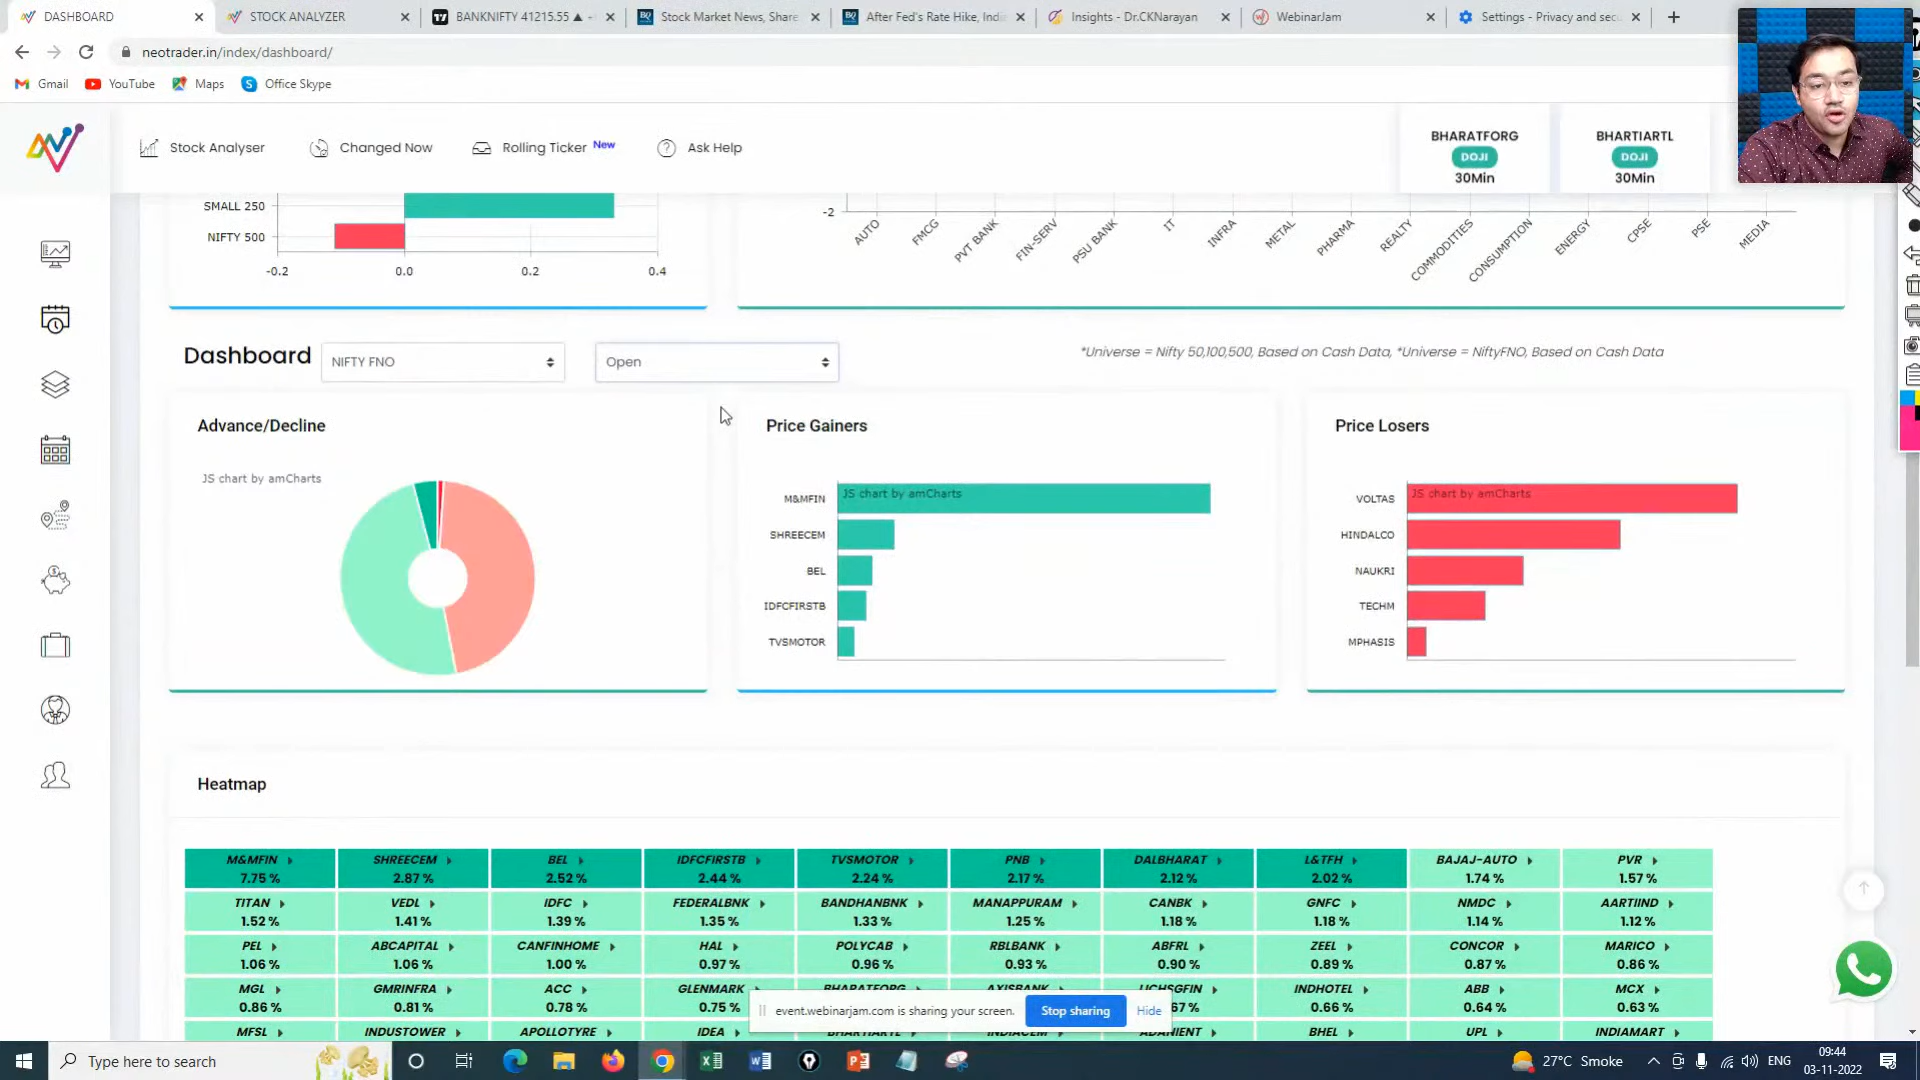 DASHBOARD
STOCK ANALYZER
BANKNIFTY 41215.55 ▲
Stock Market News, Share
After Fed's Rate Hike, Indi
Insights - Dr.CKNarayan
WebinarJam
Settings - Privacy and secu
neotrader.in/index/dashboard/
Gmail
YouTube
Maps
Office Skype
Stock Analyser
Changed Now
Rolling Ticker New
Ask Help
BHARATFORG
DOJI
30Min
BHARTIARTL
DOJI
30Min
SMALL 250
NIFTY 500
-0.2 0.0 0.2 0.4
-2
AUTO
FMCG
PVT BANK
FIN-SERV
PSU BANK
IT
INFRA
METAL
PHARMA
REALTY
COMMODITIES
CONSUMPTION
ENERGY
CPSE
PSE
MEDIA
Dashboard
NIFTY FNO
Open
*Universe = Nifty 50,100,500, Based on Cash Data, *Universe = NiftyFNO, Based on Cash Data
Advance/Decline
JS chart by amCharts
Price Gainers
JS chart by amCharts
M&MFIN
SHREECEM
BEL
IDFCFIRSTB
TVSMOTOR
Price Losers
JS chart by amCharts
VOLTAS
HINDALCO
NAUKRI
TECHM
MPHASIS
Heatmap
M&MFIN SHREECEM BEL IDFCFIRSTB TVSMOTOR PNB DALBHARAT L&TFH BAJAJ-AUTO PVR
7.75 % 2.87 % 2.52 % 2.44 % 2.24 % 2.17 % 2.12 % 2.02 % 1.74 % 1.57 %
TITAN VEDL IDFC FEDERALBNK BANDHANBNK MANAPPURAM CANBK GNFC NMDC AARTIIND
1.52 % 1.41 % 1.39 % 1.35 % 1.33 % 1.25 % 1.18 % 1.18 % 1.14 % 1.12 %
PEL ABCAPITAL CANFINHOME HAL POLYCAB RBLBANK ABFRL ZEEL CONCOR MARICO
1.06 % 1.06 % 1.00 % 0.97 % 0.96 % 0.93 % 0.90 % 0.89 % 0.87 % 0.86 %
MGL GMRINFRA ACC GLENMARK BHARATFORG AXISBANK LICHSGFIN INDHOTEL ABB MCX
0.86 % 0.81 % 0.78 % 0.75 % 67 % 0.66 % 0.64 % 0.63 %
MFSL INDUSTOWER APOLLOTYRE IDEA BHARTIARTL INDIACEM ADANIENT BHEL UPL INDIAMART
event.webinarjam.com is sharing your screen.
Stop sharing
Hide
Type here to search
27°C Smoke
ENG
09:44
03-11-2022